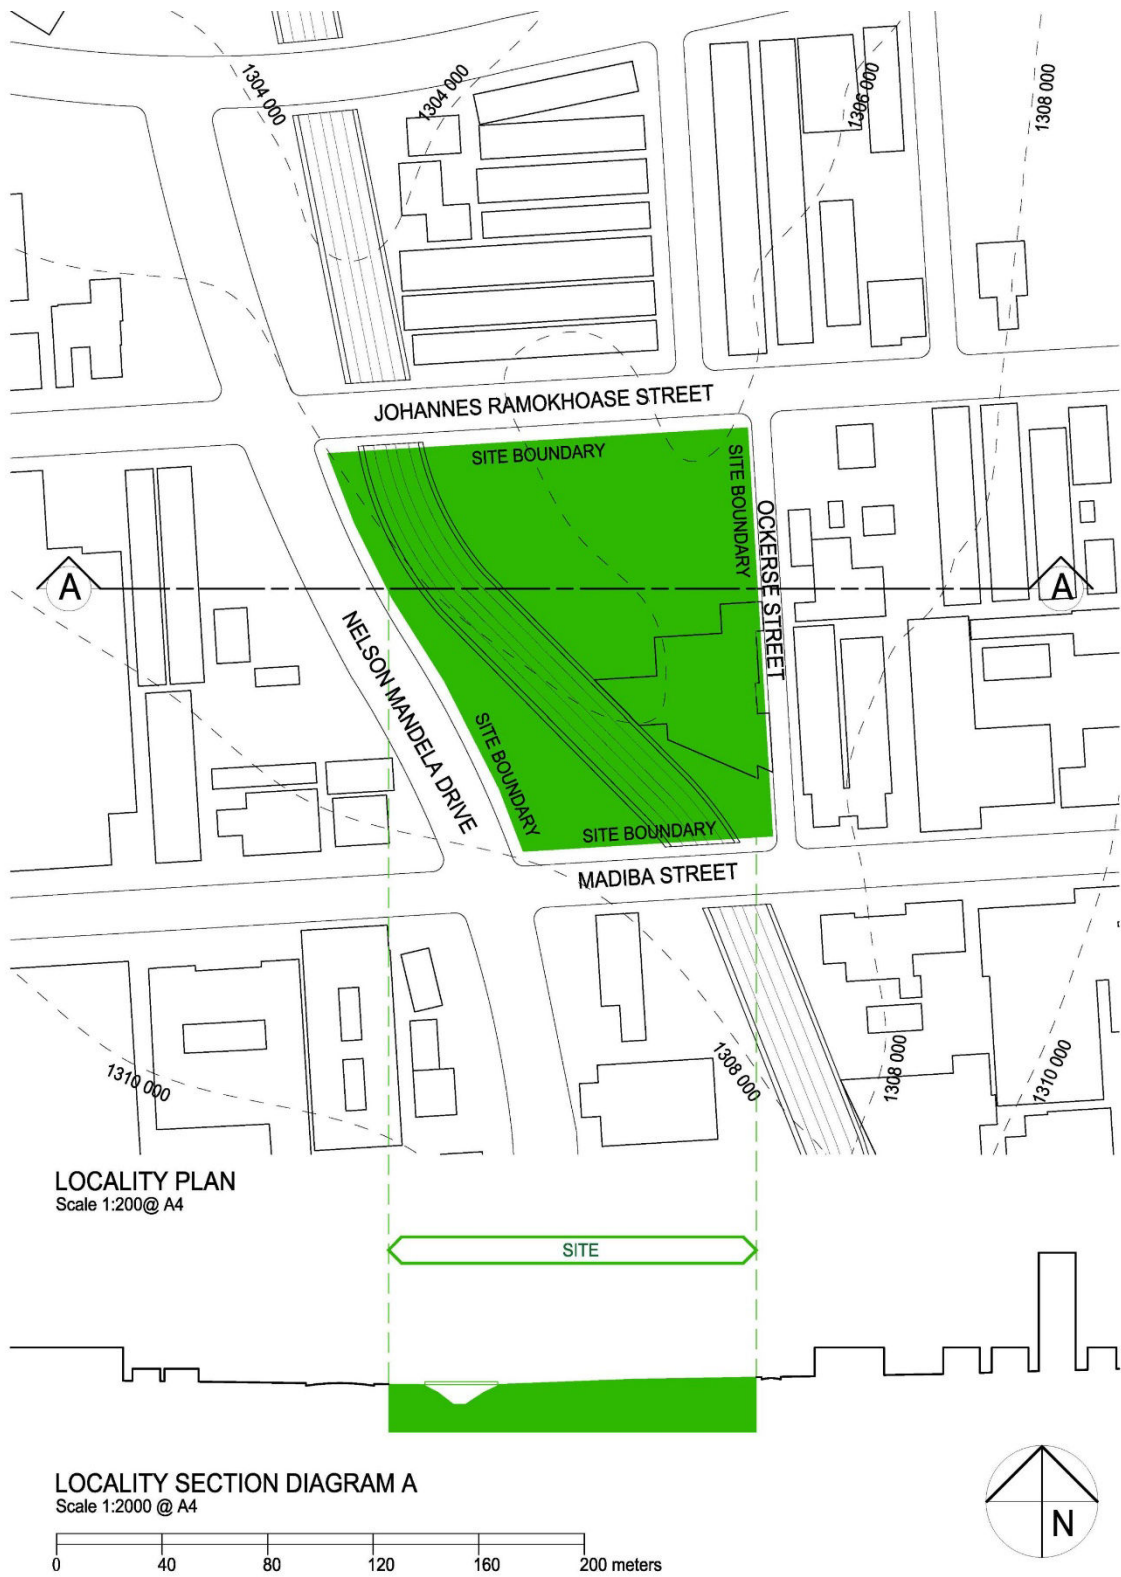 1304 000
1304 000
1306 000
1308 000
JOHANNES RAMOKHOASE STREET
SITE BOUNDARY
SITE BOUNDARY
OCKERSE STREET
A
A
NELSON MANDELA DRIVE
SITE BOUNDARY
SITE BOUNDARY
MADIBA STREET
1310 000
1308 000
1308 000
1310 000
LOCALITY PLAN
Scale 1:200@ A4
SITE
LOCALITY SECTION DIAGRAM A
Scale 1:2000 @ A4
0 40 80 120 160 200 meters
N